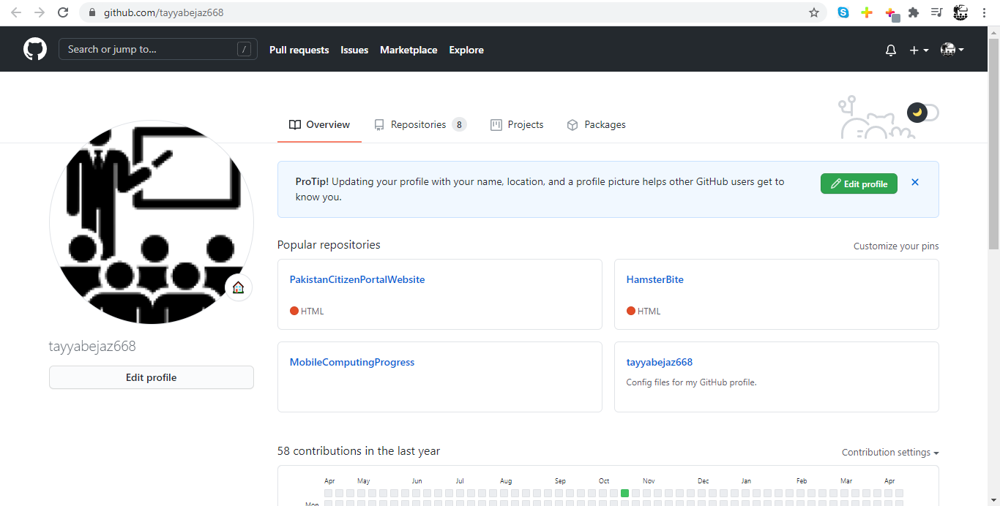 github.com/tayyabejaz668
Search or jump to... /
Pull requests Issues Marketplace Explore
Overview Repositories 8 Projects Packages
ProTip! Updating your profile with your name, location, and a profile picture helps other GitHub users get to
know you.
Edit profile
Popular repositories
Customize your pins
PakistanCitizenPortalWebsite
HTML
HamsterBite
HTML
MobileComputingProgress
tayyabejaz668
Config files for my GitHub profile.
tayyabejaz668
Edit profile
58 contributions in the last year
Contribution settings
Apr May Jun Jul Aug Sep Oct Nov Dec Jan Feb Mar Apr
Mon